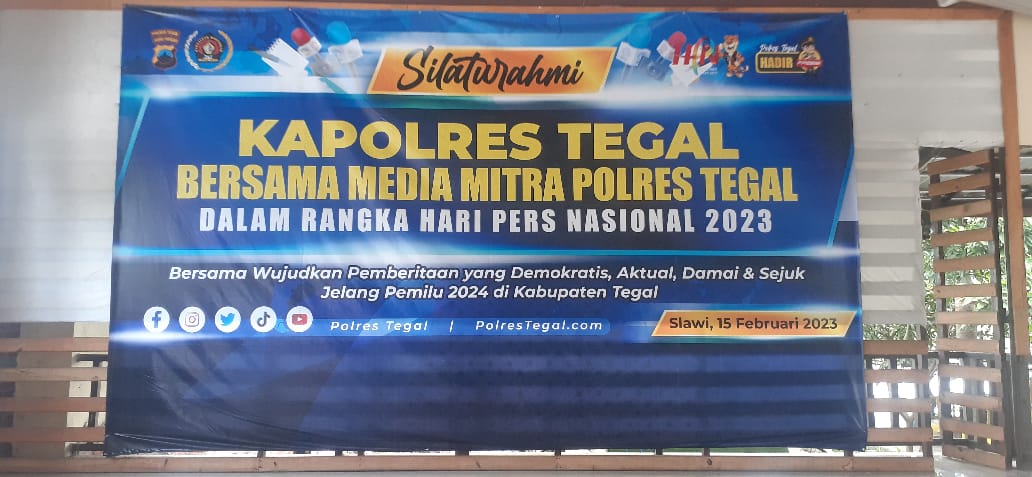 Silaturahmi
Polres Tegal
HADIR
KAPOLRES TEGAL
BERSAMA MEDIA MITRA POLRES TEGAL
DALAM RANGKA HARI PERS NASIONAL 2023
Bersama Wujudkan Pemberitaan yang Demokratis, Aktual, Damai & Sejuk
Jelang Pemilu 2024 di Kabupaten Tegal
Polres Tegal | PolresTegal.com
Slawi, 15 Februari 2023